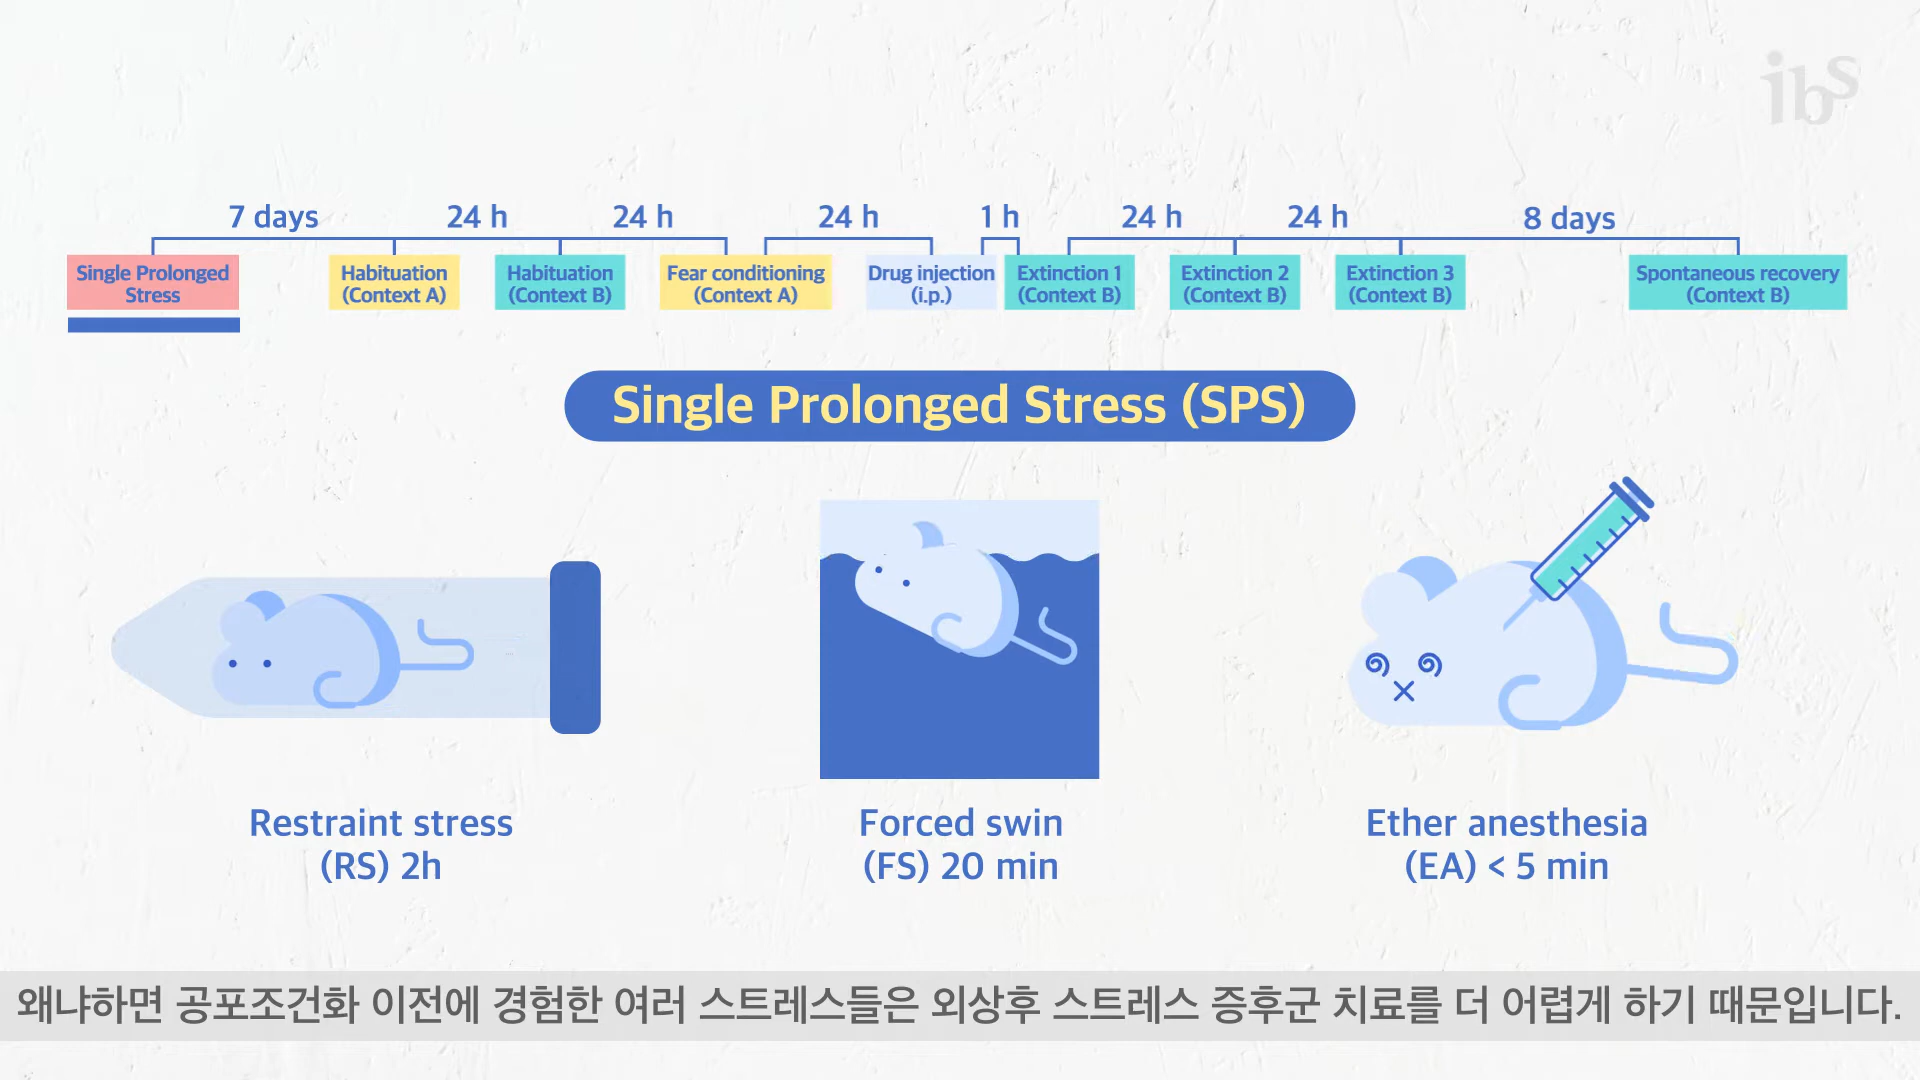 ibs
7 days 24 h 24 h 24 h 1 h 24 h 24 h 8 days
Single Prolonged
Stress
Habituation
(Context A)
Habituation
(Context B)
Fear conditioning
(Context A)
Drug injection
(i.p.)
Extinction 1
(Context B)
Extinction 2
(Context B)
Extinction 3
(Context B)
Spontaneous recovery
(Context B)
Single Prolonged Stress (SPS)
Restraint stress
(RS) 2h
Forced swin
(FS) 20 min
Ether anesthesia
(EA) < 5 min
왜냐하면 공포조건화 이전에 경험한 여러 스트레스들은 외상후 스트레스 증후군 치료를 더 어렵게 하기 때문입니다.